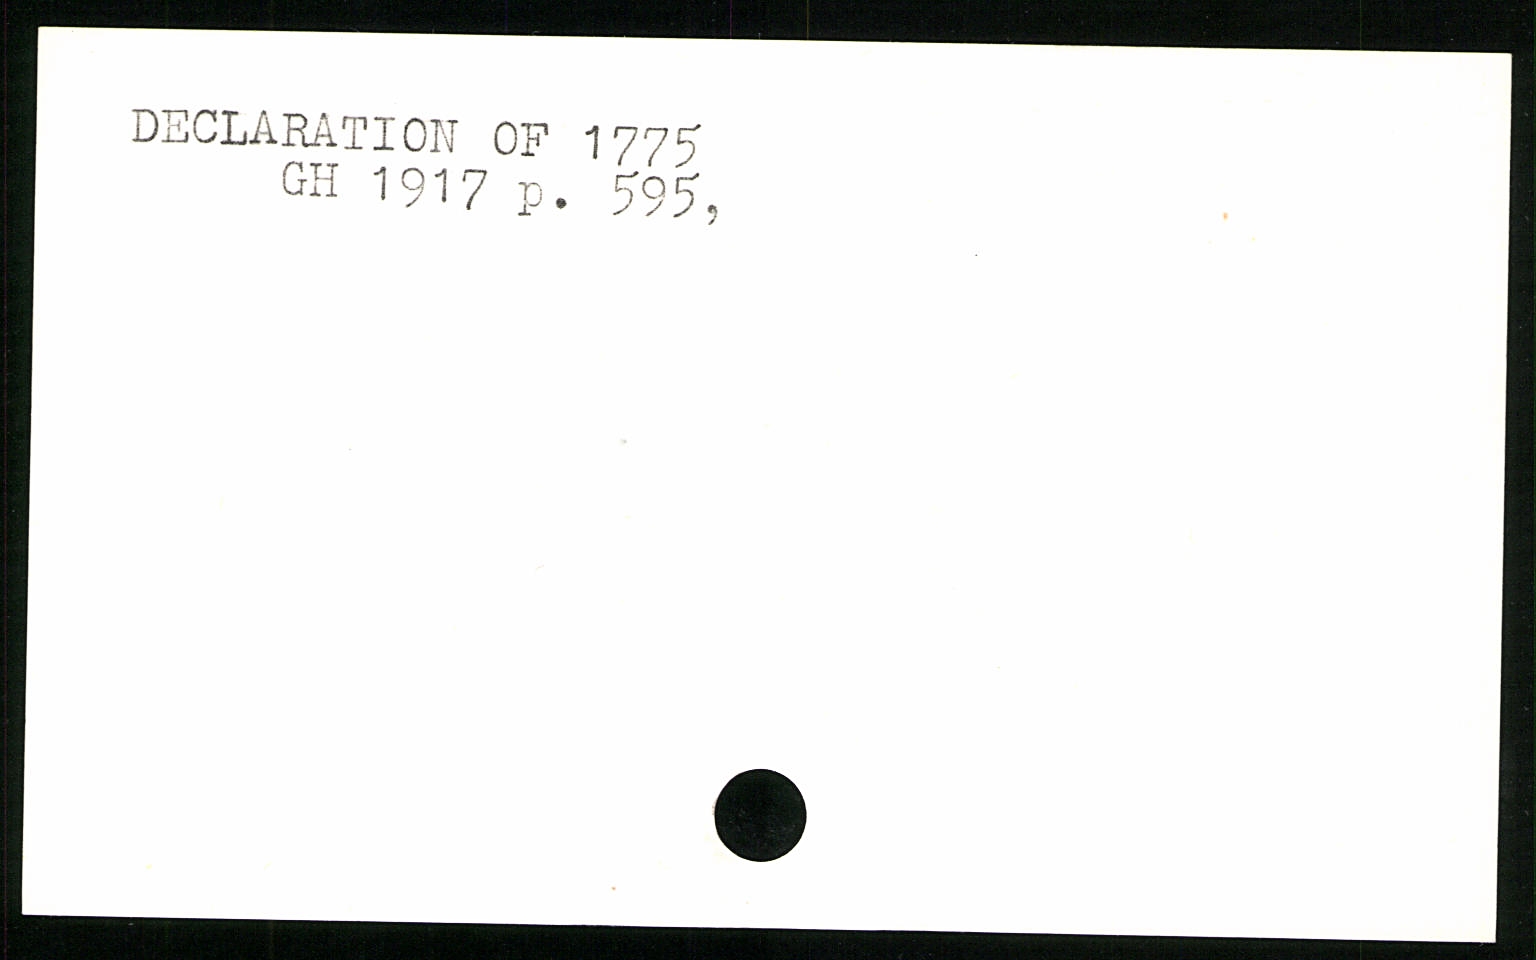 DECLARATION OF 1775
GH 1917 p. 595,